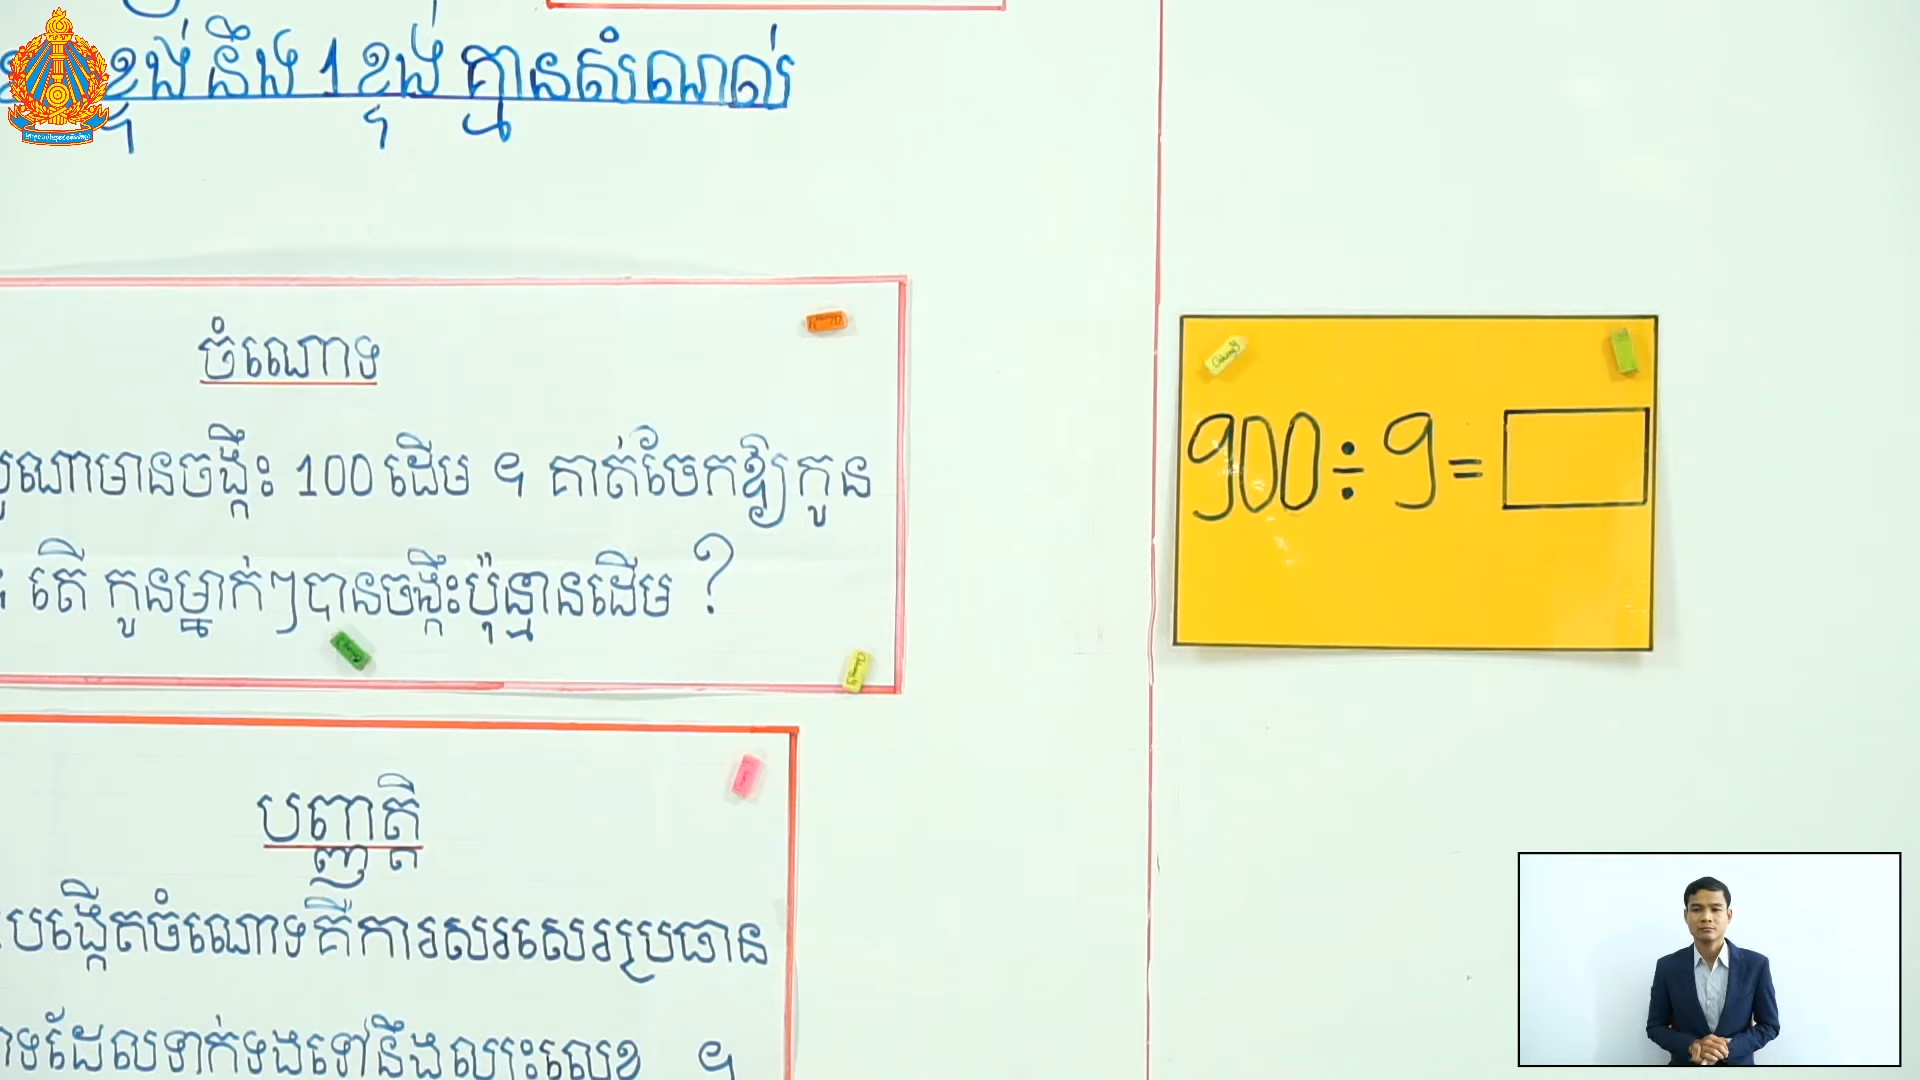 ខ្ទង់ នឹង 1 ខ្ទង់ គ្មានសំណល់
ចំណោទ
បូណាមានចង្កឹះ 100 ដើម ។ គាត់ចែកឱ្យកូន
តើ កូនម្នាក់ៗបានចង្កឹះប៉ុន្មានដើម ?
900 ÷ 9 =
បញ្ញត្តិ
បង្កើតចំណោទគឺការសរសេរប្រធាន
ដែលទាក់ទងទៅនឹងល្បះលេខ ។